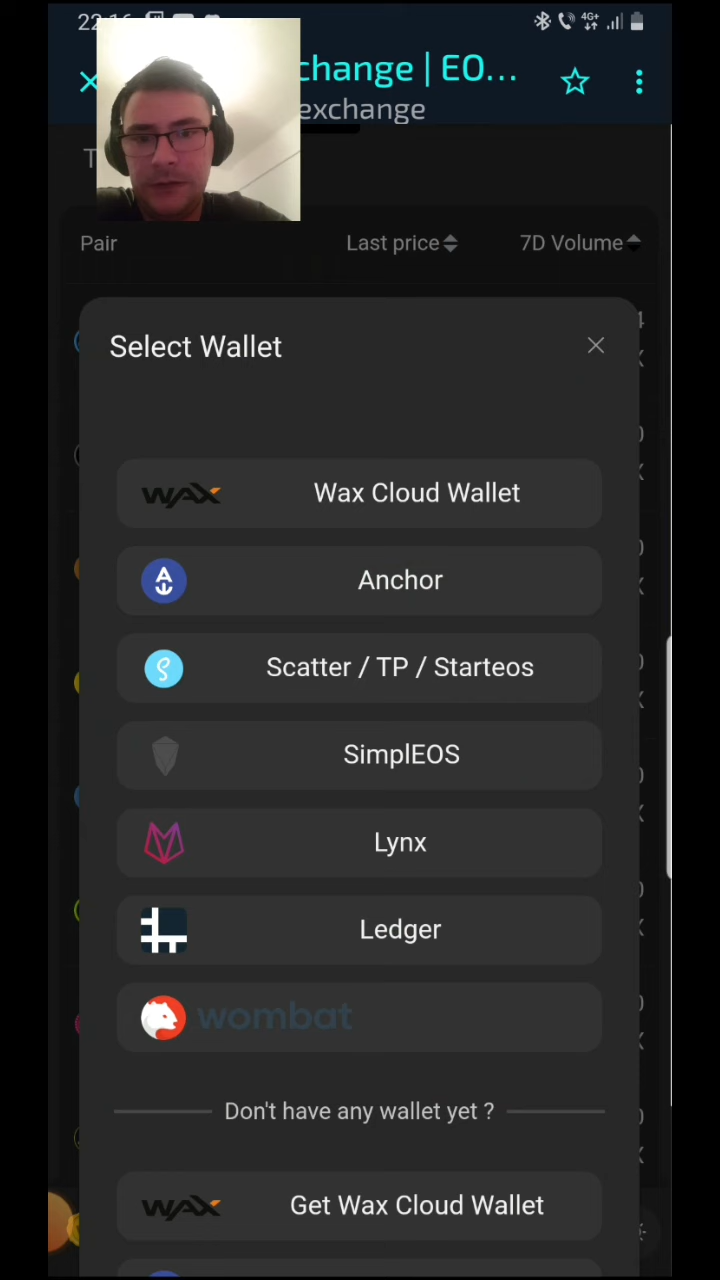 22:16
4G+
change | EO...
exchange
T
Pair
Last price
7D Volume
Select Wallet
WAX Wax Cloud Wallet
Anchor
Scatter / TP / Starteos
SimplEOS
Lynx
Ledger
wombat
Don't have any wallet yet ?
WAX Get Wax Cloud Wallet